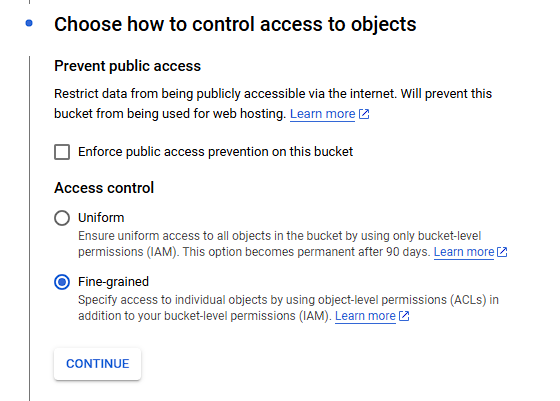 Choose how to control access to objects
Prevent public access
Restrict data from being publicly accessible via the internet. Will prevent this
bucket from being used for web hosting. Learn more
Enforce public access prevention on this bucket
Access control
Uniform
Ensure uniform access to all objects in the bucket by using only bucket-level
permissions (IAM). This option becomes permanent after 90 days. Learn more
Fine-grained
Specify access to individual objects by using object-level permissions (ACLs) in
addition to your bucket-level permissions (IAM). Learn more
CONTINUE